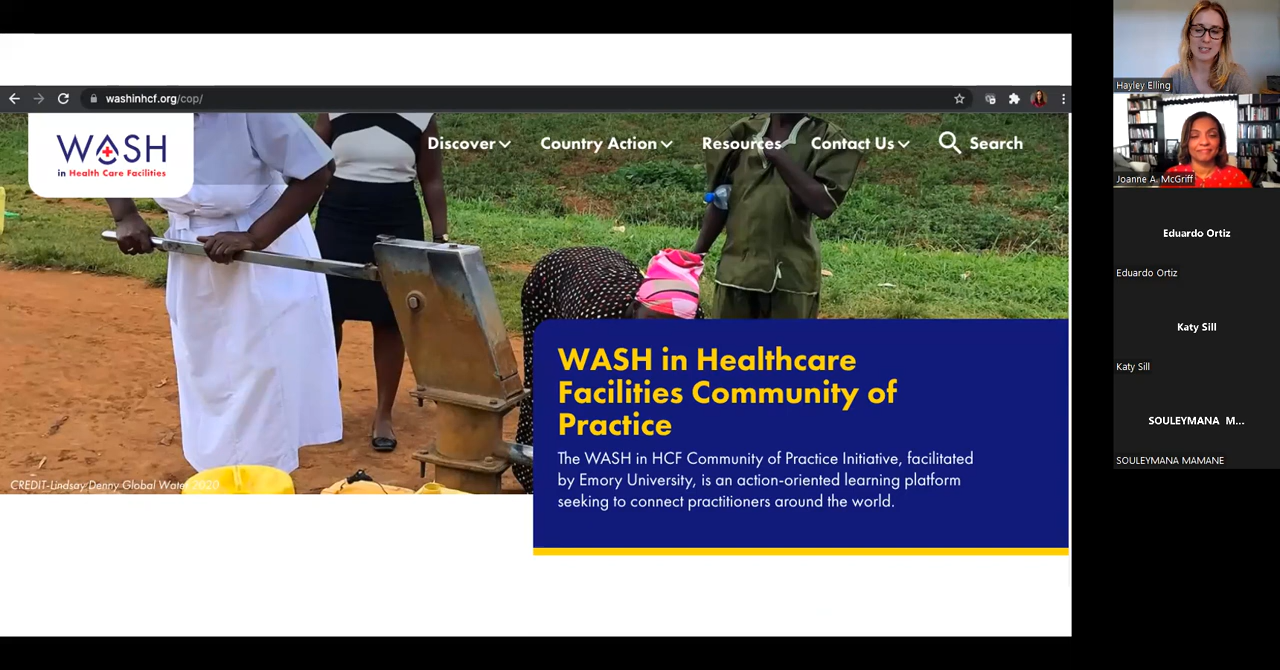 washinhcf.org/cop/
WASH
in Health Care Facilities
Discover
Country Action
Resources
Contact Us
Search
WASH in Healthcare
Facilities Community of
Practice
The WASH in HCF Community of Practice Initiative, facilitated
by Emory University, is an action-oriented learning platform
seeking to connect practitioners around the world.
CREDIT-Lindsay Denny Global Water 2020
Hayley Elling
Joanne A. McGriff
Eduardo Ortiz
Eduardo Ortiz
Katy Sill
Katy Sill
SOULEYMANA M...
SOULEYMANA MAMANE